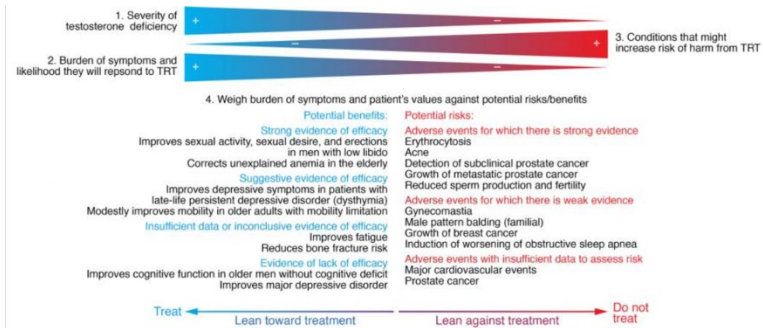 1. Severity of
testosterone deficiency
+
−
−
+
3. Conditions that might
increase risk of harm from TRT
2. Burden of symptoms and
likelihood they will repsond to TRT
+
−
4. Weigh burden of symptoms and patient's values against potential risks/benefits
Potential benefits:
Strong evidence of efficacy
Improves sexual activity, sexual desire, and erections
in men with low libido
Corrects unexplained anemia in the elderly
Suggestive evidence of efficacy
Improves depressive symptoms in patients with
late-life persistent depressive disorder (dysthymia)
Modestly improves mobility in older adults with mobility limitation
Insufficient data or inconclusive evidence of efficacy
Improves fatigue
Reduces bone fracture risk
Evidence of lack of efficacy
Improves cognitive function in older men without cognitive deficit
Improves major depressive disorder
Potential risks:
Adverse events for which there is strong evidence
Erythrocytosis
Acne
Detection of subclinical prostate cancer
Growth of metastatic prostate cancer
Reduced sperm production and fertility
Adverse events for which there is weak evidence
Gynecomastia
Male pattern balding (familial)
Growth of breast cancer
Induction of worsening of obstructive sleep apnea
Adverse events with insufficient data to assess risk
Major cardiovascular events
Prostate cancer
Treat
Lean toward treatment
Lean against treatment
Do not
treat